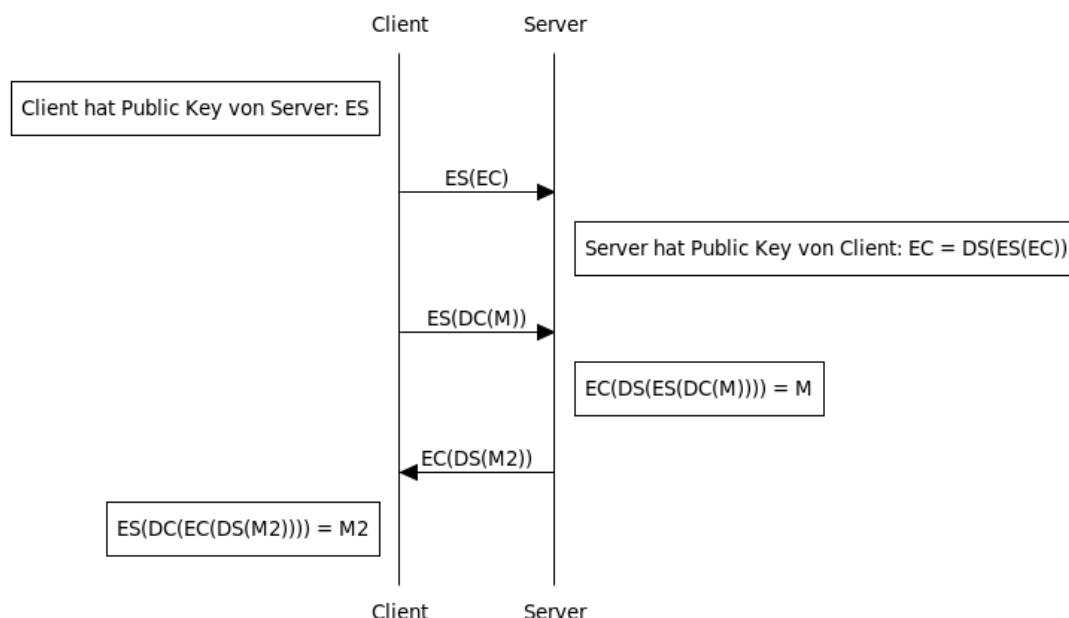 Client Server
Client hat Public Key von Server: ES
ES(EC)
Server hat Public Key von Client: EC = DS(ES(EC))
ES(DC(M))
EC(DS(ES(DC(M)))) = M
EC(DS(M2))
ES(DC(EC(DS(M2)))) = M2
Client Server